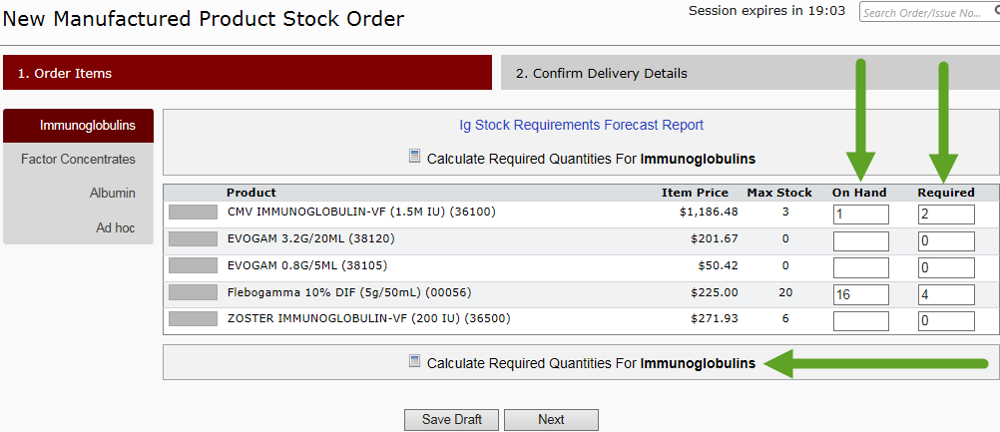 New Manufactured Product Stock Order
Session expires in 19:03
Search Order/Issue No...
1. Order Items
2. Confirm Delivery Details
Immunoglobulins
Factor Concentrates
Albumin
Ad hoc
Ig Stock Requirements Forecast Report
Calculate Required Quantities For Immunoglobulins
Product Item Price Max Stock On Hand Required
CMV IMMUNOGLOBULIN-VF (1.5M IU) (36100) $1,186.48 3 1 2
EVOGAM 3.2G/20ML (38120) $201.67 0 0
EVOGAM 0.8G/5ML (38105) $50.42 0 0
Flebogamma 10% DIF (5g/50mL) (00056) $225.00 20 16 4
ZOSTER IMMUNOGLOBULIN-VF (200 IU) (36500) $271.93 6 0
Calculate Required Quantities For Immunoglobulins
Save Draft
Next